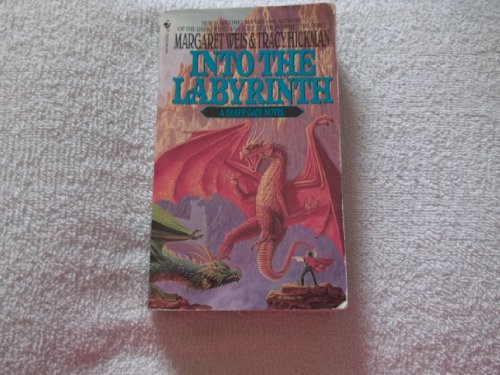 MARGARET WEIS & TRACY HICKMAN
INTO THE
LABYRINTH
A DEATH GATE NOVEL